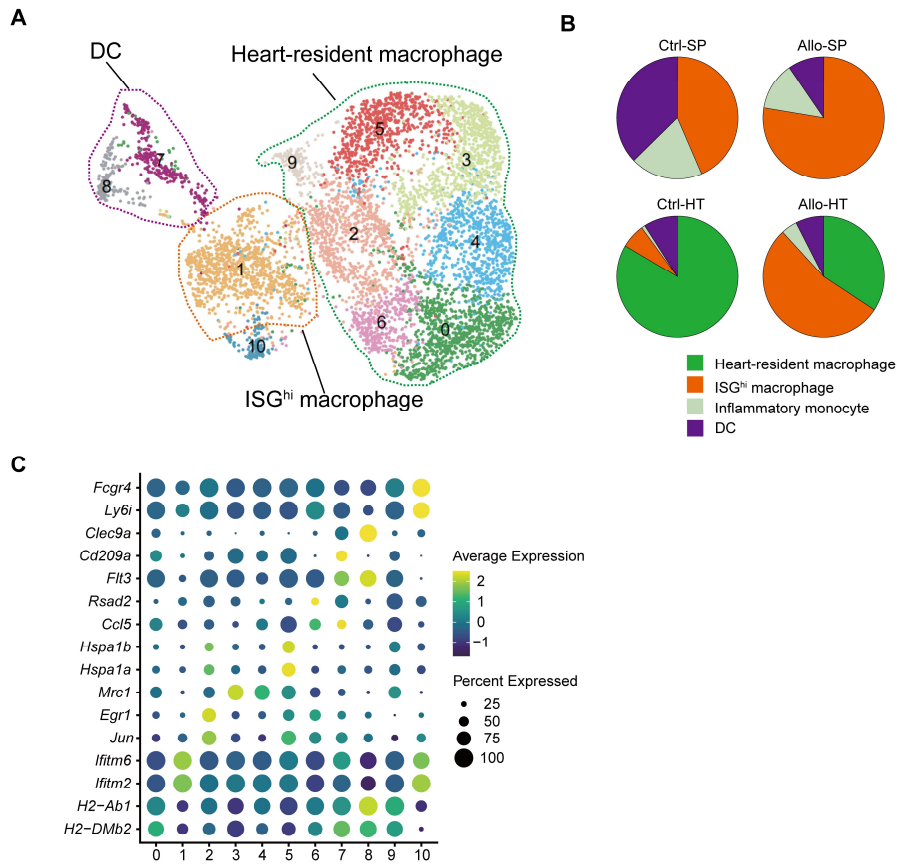 A
DC
Heart-resident macrophage
5
3
9
7
8
2
4
1
6
0
10
ISGhi macrophage
B
Ctrl-SP
Allo-SP
Ctrl-HT
Allo-HT
Heart-resident macrophage
ISGhi macrophage
Inflammatory monocyte
DC
C
Fcgr4
Ly6i
Clec9a
Cd209a
Flt3
Rsad2
Ccl5
Hspa1b
Hspa1a
Mrc1
Egr1
Jun
Ifitm6
Ifitm2
H2−Ab1
H2−DMb2
0 1 2 3 4 5 6 7 8 9 10
Average Expression
2
1
0
−1
Percent Expressed
25
50
75
100